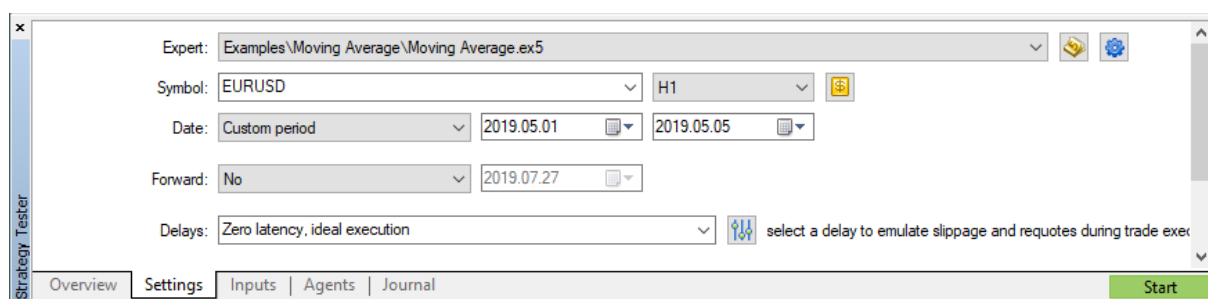 Expert: Examples\Moving Average\Moving Average.ex5
Symbol: EURUSD H1
Date: Custom period 2019.05.01 2019.05.05
Forward: No 2019.07.27
Delays: Zero latency, ideal execution select a delay to emulate slippage and requotes during trade exec
Strategy Tester
Overview Settings Inputs | Agents | Journal Start